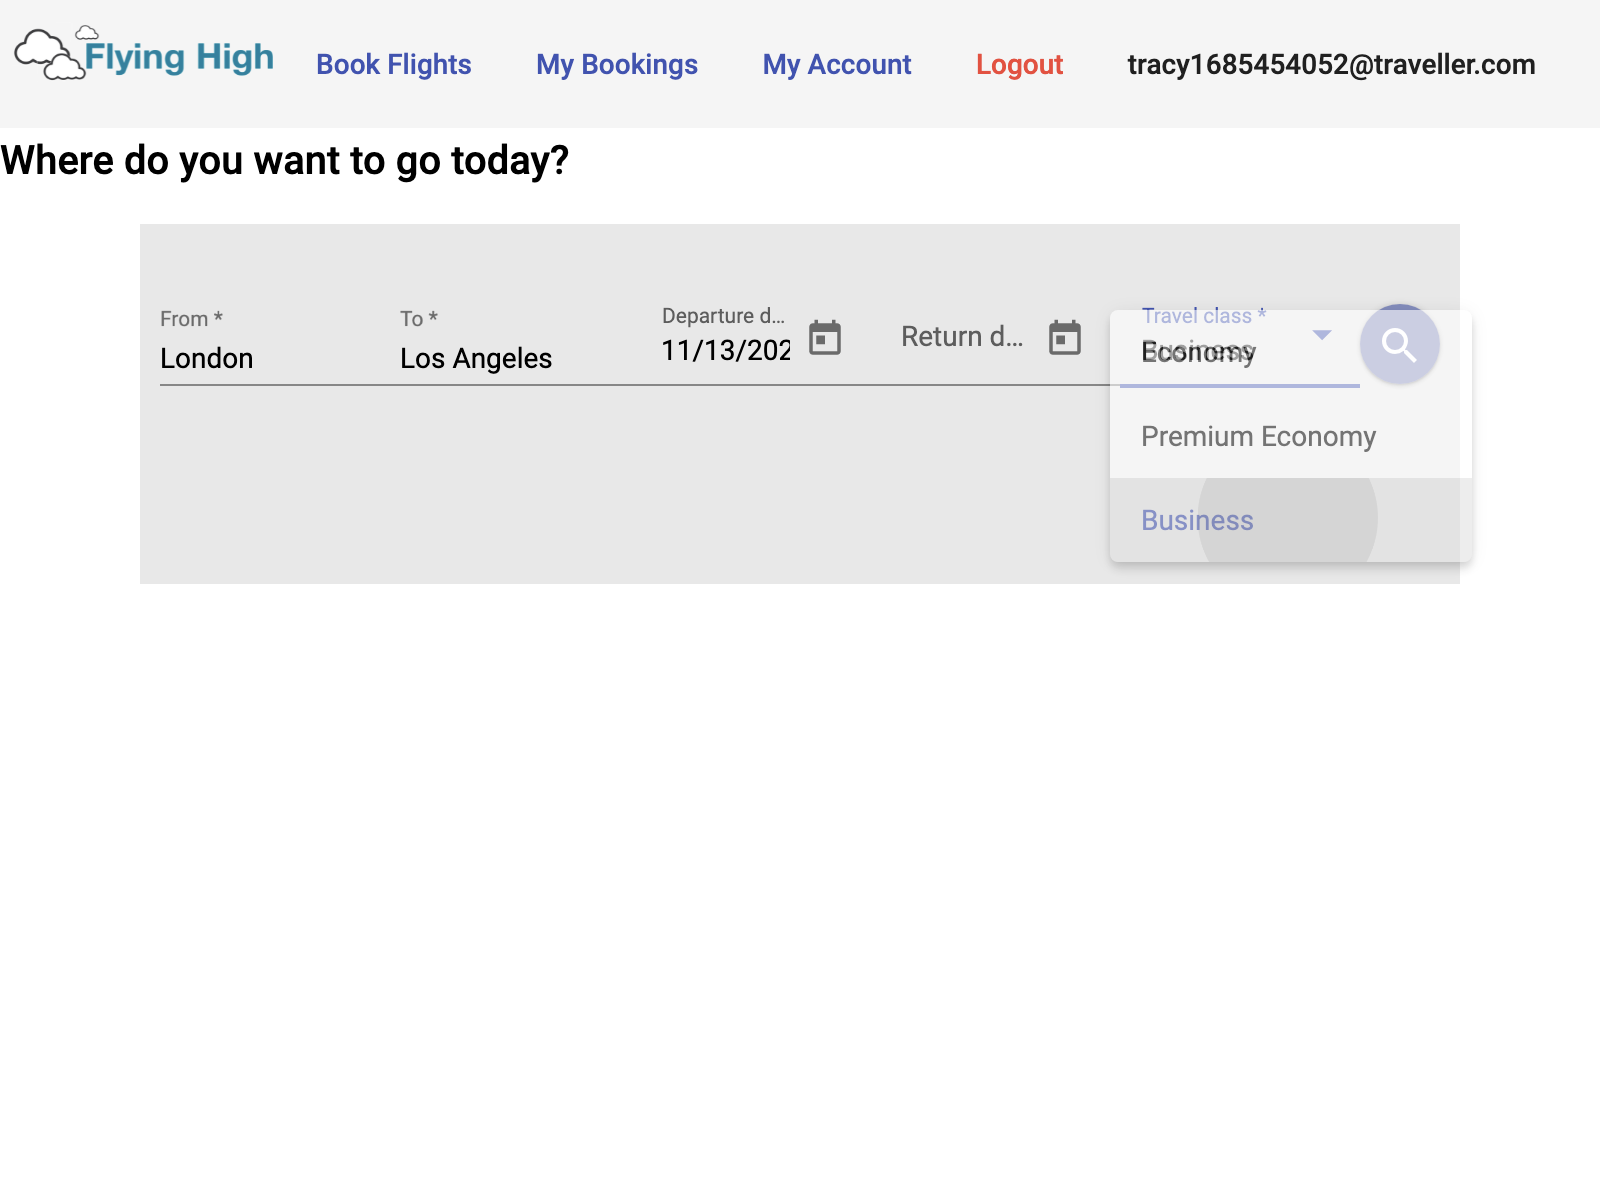 Flying High
Book Flights
My Bookings
My Account
Logout
tracy1685454052@traveller.com
Where do you want to go today?
From *
London
To *
Los Angeles
Departure d...
11/13/202
Return d...
Travel class *
Business
Economy
Premium Economy
Business